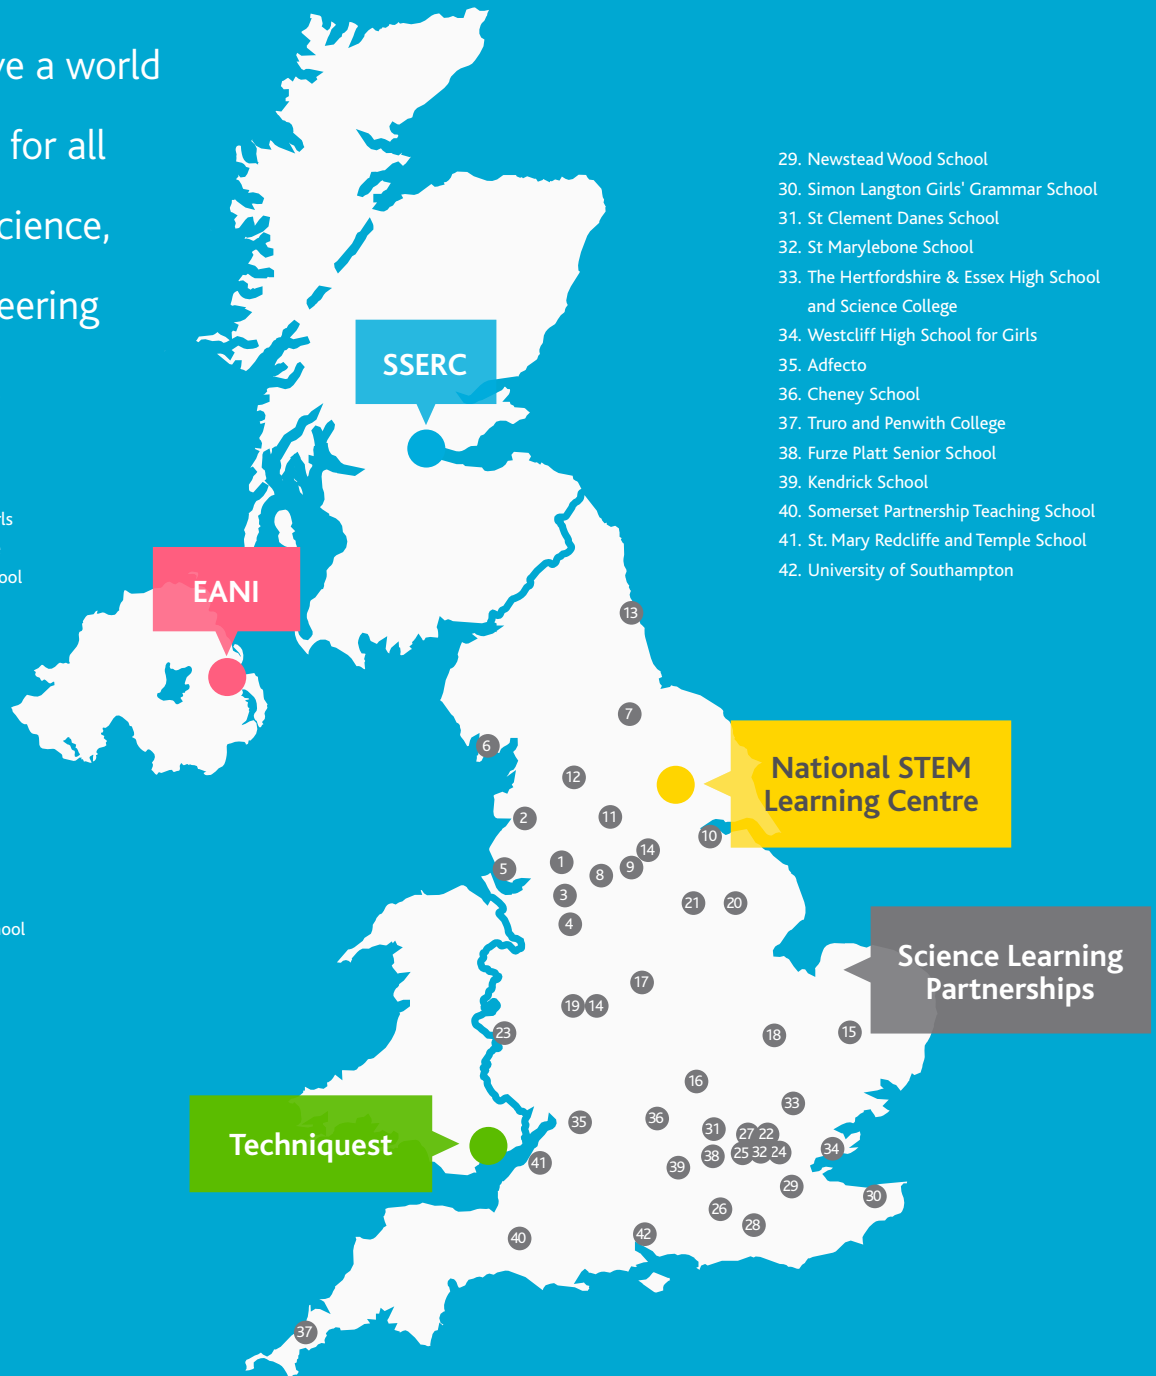 ve a world
for all
cience,
eering
29. Newstead Wood School
30. Simon Langton Girls' Grammar School
31. St Clement Danes School
32. St Marylebone School
33. The Hertfordshire & Essex High School
and Science College
34. Westcliff High School for Girls
35. Adfecto
36. Cheney School
37. Truro and Penwith College
38. Furze Platt Senior School
39. Kendrick School
40. Somerset Partnership Teaching School
41. St. Mary Redcliffe and Temple School
42. University of Southampton
SSERC
rls
ool
EANI
13
7
6
National STEM
Learning Centre
12
2
11
10
14
1
5
8
9
3
21
20
4
ool
Science Learning
Partnerships
17
19
14
23
18
15
16
33
36
35
31
27
22
Techniquest
34
38
25
32
24
41
39
29
30
26
28
40
42
37